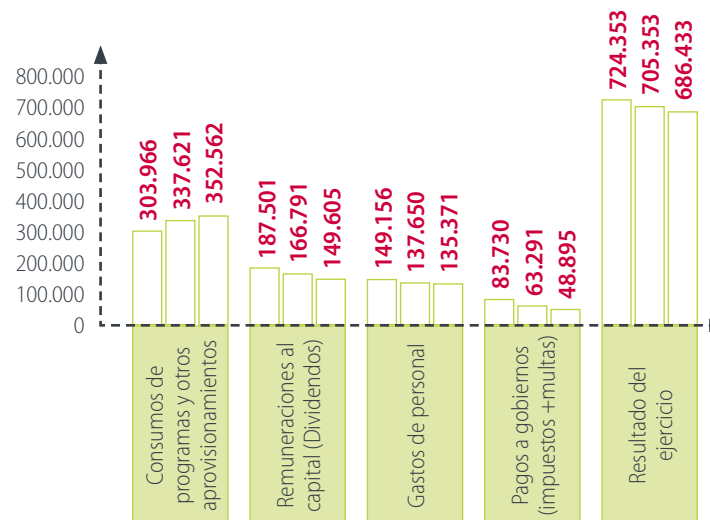 800.000
700.000
600.000
500.000
400.000
300.000
200.000
100.000
0
303.966
337.621
352.562
187.501
166.791
149.605
149.156
137.650
135.371
83.730
63.291
48.895
724.353
705.353
686.433
Consumos de
programas y otros
aprovisionamientos
Remuneraciones al
capital (Dividendos)
Gastos de personal
Pagos a gobiernos
(impuestos +multas)
Resultado del
ejercicio